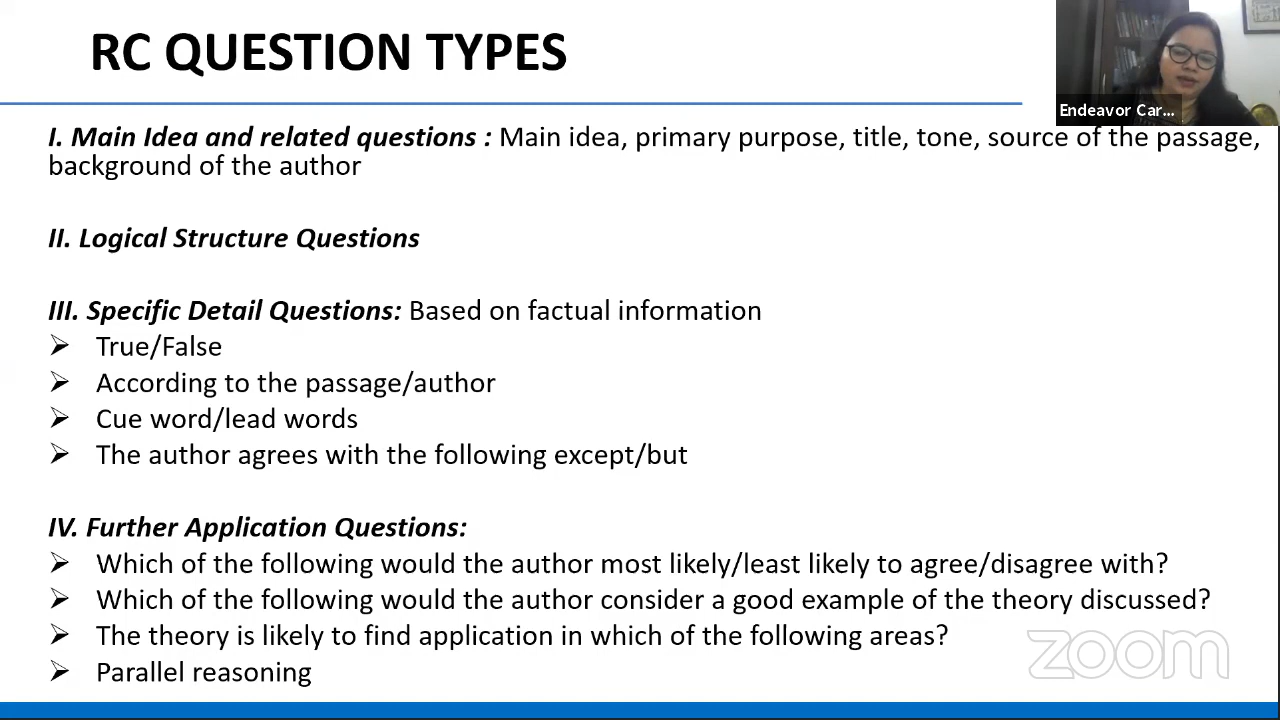 RC QUESTION TYPES
Endeavor Car...
I. Main Idea and related questions : Main idea, primary purpose, title, tone, source of the passage,
background of the author
II. Logical Structure Questions
III. Specific Detail Questions: Based on factual information
➢ True/False
➢ According to the passage/author
➢ Cue word/lead words
➢ The author agrees with the following except/but
IV. Further Application Questions:
➢ Which of the following would the author most likely/least likely to agree/disagree with?
➢ Which of the following would the author consider a good example of the theory discussed?
➢ The theory is likely to find application in which of the following areas?
➢ Parallel reasoning
zoom